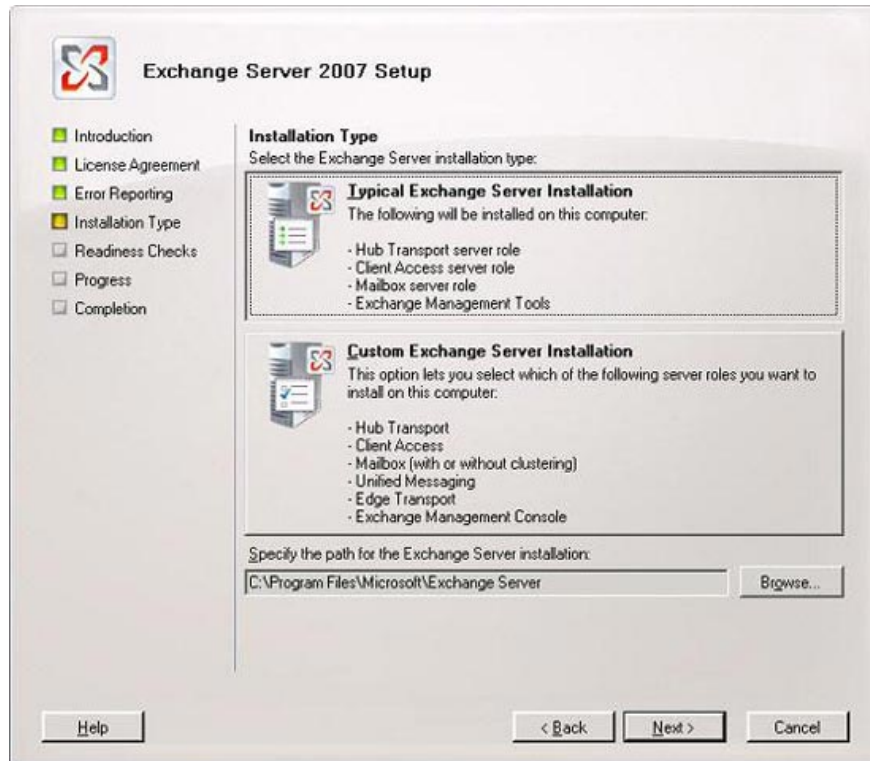 Exchange Server 2007 Setup
Introduction
License Agreement
Error Reporting
Installation Type
Readiness Checks
Progress
Completion
Installation Type
Select the Exchange Server installation type:
Typical Exchange Server Installation
The following will be installed on this computer:
- Hub Transport server role
- Client Access server role
- Mailbox server role
- Exchange Management Tools
Custom Exchange Server Installation
This option lets you select which of the following server roles you want to
install on this computer:
- Hub Transport
- Client Access
- Mailbox (with or without clustering)
- Unified Messaging
- Edge Transport
- Exchange Management Console
Specify the path for the Exchange Server installation:
C:\Program Files\Microsoft\Exchange Server
Browse...
Help
< Back
Next >
Cancel